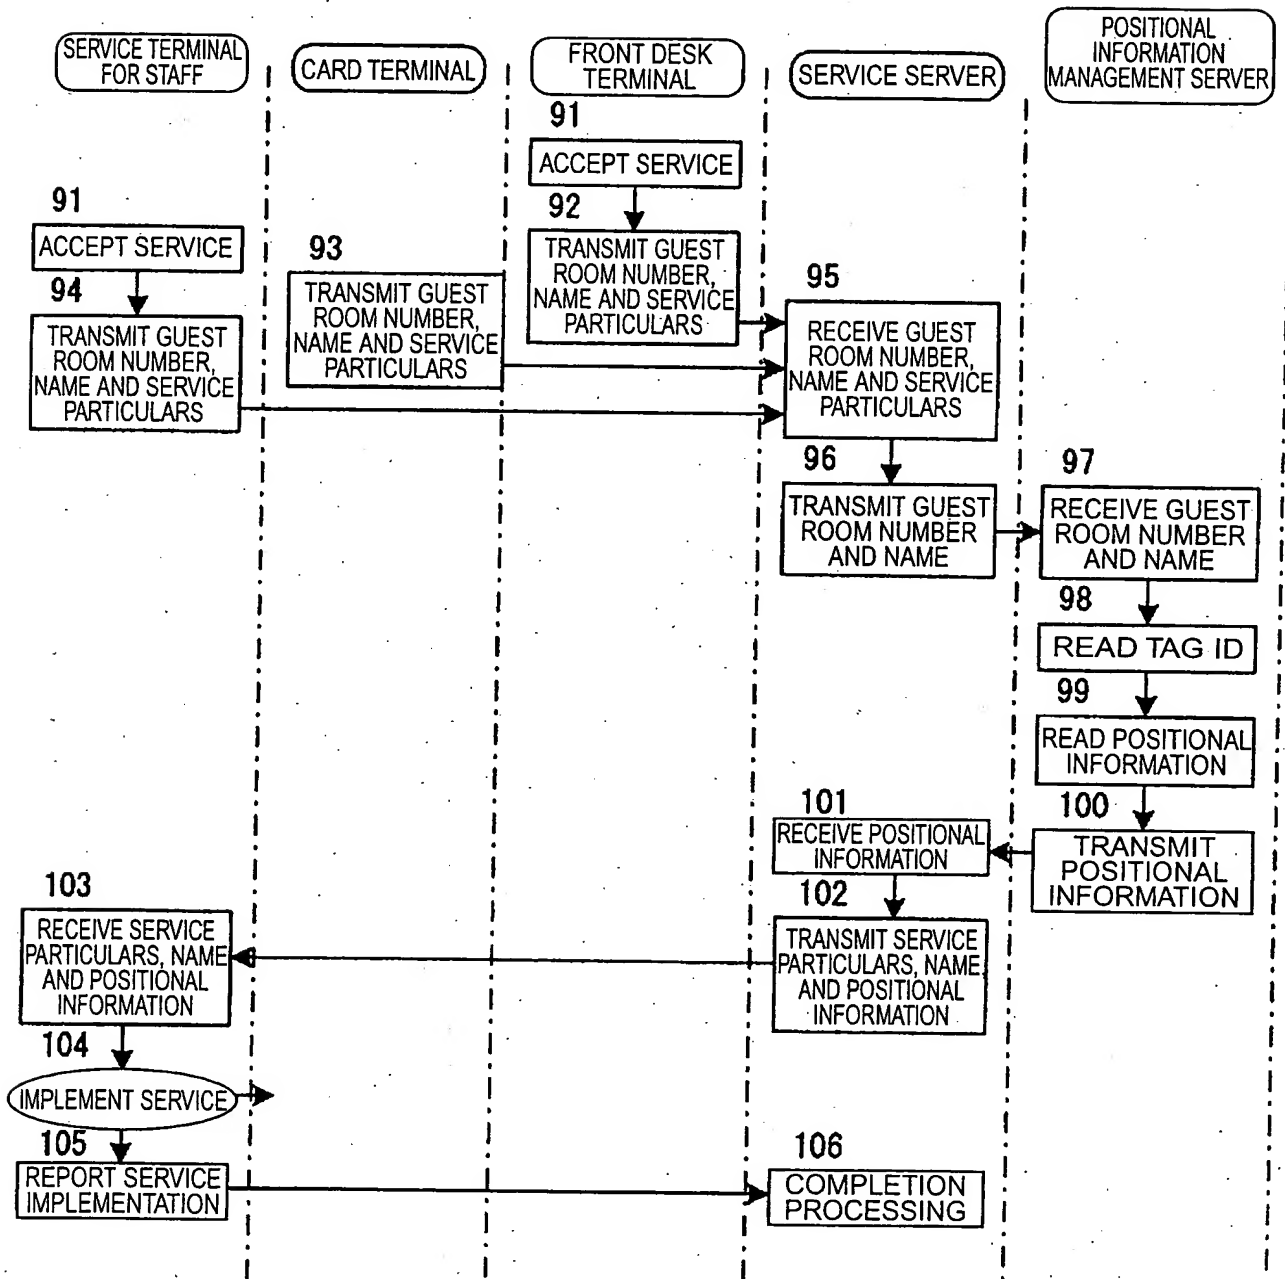 SERVICE TERMINAL
FOR STAFF
CARD TERMINAL
FRONT DESK
TERMINAL
SERVICE SERVER
POSITIONAL
INFORMATION
MANAGEMENT SERVER
91
ACCEPT SERVICE
92
TRANSMIT GUEST
ROOM NUMBER,
NAME AND SERVICE
PARTICULARS
91
ACCEPT SERVICE
94
TRANSMIT GUEST
ROOM NUMBER,
NAME AND SERVICE
PARTICULARS
93
TRANSMIT GUEST
ROOM NUMBER,
NAME AND SERVICE
PARTICULARS
95
RECEIVE GUEST
ROOM NUMBER,
NAME AND SERVICE
PARTICULARS
96
TRANSMIT GUEST
ROOM NUMBER
AND NAME
97
RECEIVE GUEST
ROOM NUMBER
AND NAME
98
READ TAG ID
99
READ POSITIONAL
INFORMATION
100
TRANSMIT
POSITIONAL
INFORMATION
101
RECEIVE POSITIONAL
INFORMATION
102
TRANSMIT SERVICE
PARTICULARS, NAME
AND POSITIONAL
INFORMATION
103
RECEIVE SERVICE
PARTICULARS, NAME
AND POSITIONAL
INFORMATION
104
IMPLEMENT SERVICE
105
REPORT SERVICE
IMPLEMENTATION
106
COMPLETION
PROCESSING